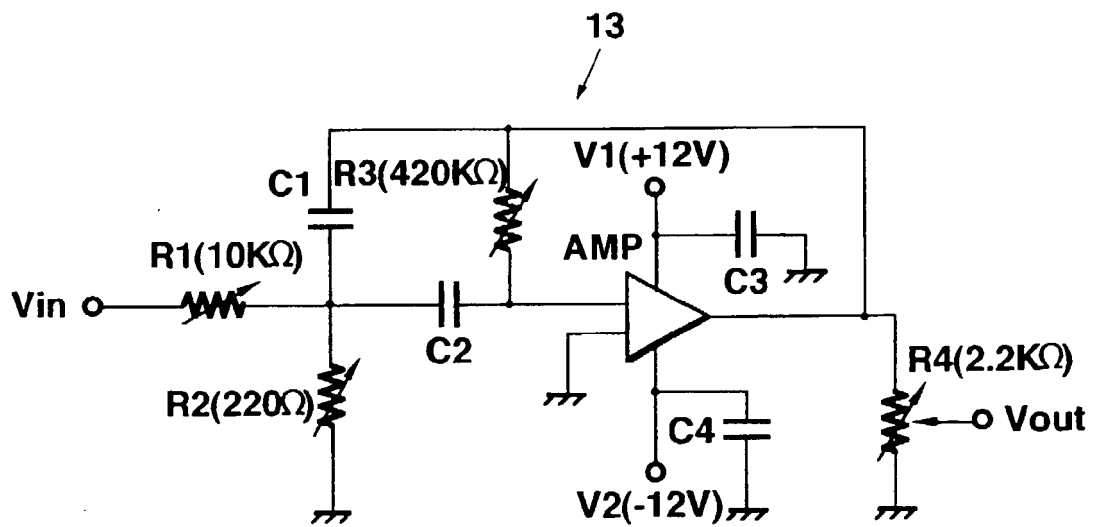 13
V1(+12V)
R3(420KΩ)
C1
AMP
R1(10KΩ)
C3
Vin
C2
R4(2.2KΩ)
R2(220Ω)
C4
Vout
V2(-12V)